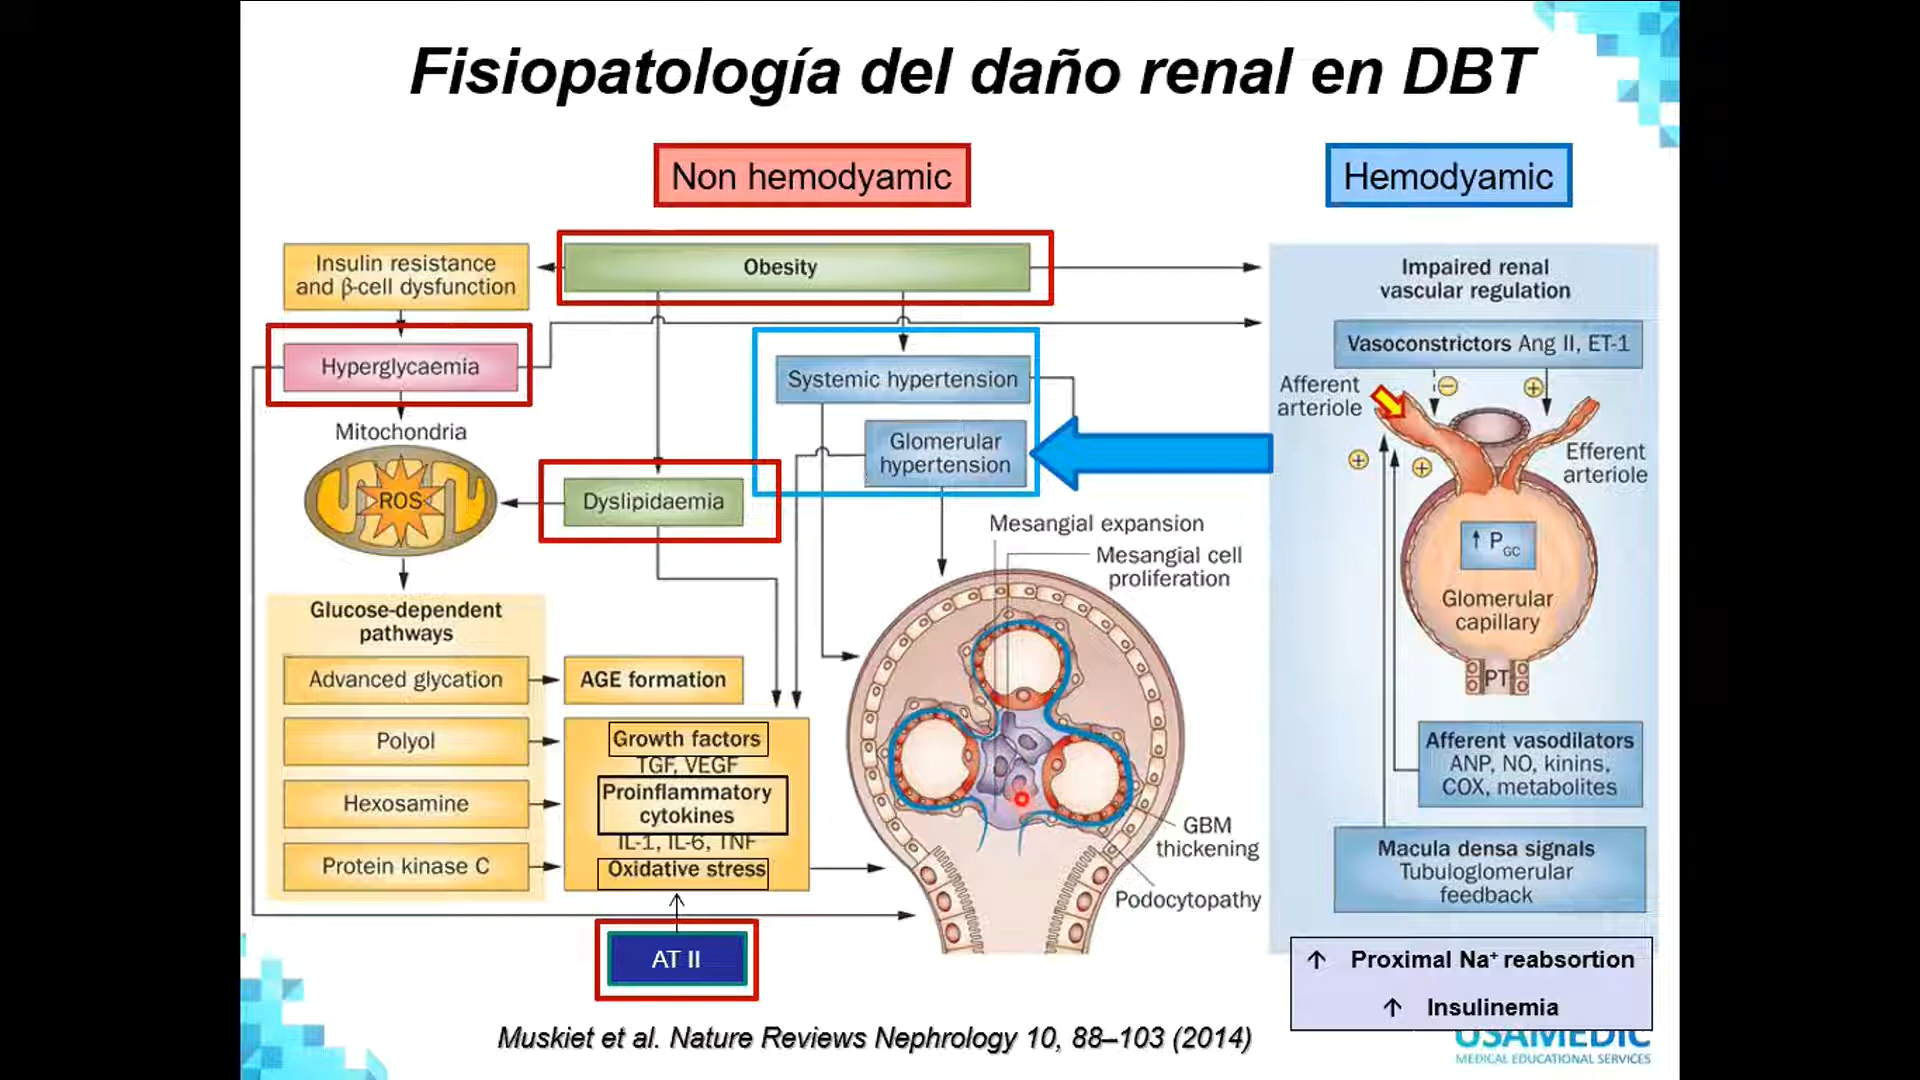 Fisiopatología del daño renal en DBT
Non hemodyamic
Hemodyamic
Insulin resistance
and β-cell dysfunction
Obesity
Hyperglycaemia
Systemic hypertension
Glomerular
hypertension
Mitochondria
ROS
Dyslipidaemia
Mesangial expansion
Mesangial cell
proliferation
Glucose-dependent
pathways
Advanced glycation
AGE formation
Polyol
Hexosamine
Protein kinase C
Growth factors
TGF, VEGF
Proinflammatory
cytokines
IL-1, IL-6, TNF
Oxidative stress
AT II
GBM
thickening
Podocytopathy
Impaired renal
vascular regulation
Vasoconstrictors Ang II, ET-1
Afferent
arteriole
−
+
+
+
Efferent
arteriole
↑ PGC
Glomerular
capillary
PT
Afferent vasodilators
ANP, NO, kinins,
COX, metabolites
Macula densa signals
Tubuloglomerular
feedback
↑ Proximal Na⁺ reabsortion
↑ Insulinemia
Muskiet et al. Nature Reviews Nephrology 10, 88–103 (2014)
USAMEDIC
MEDICAL EDUCATIONAL SERVICES